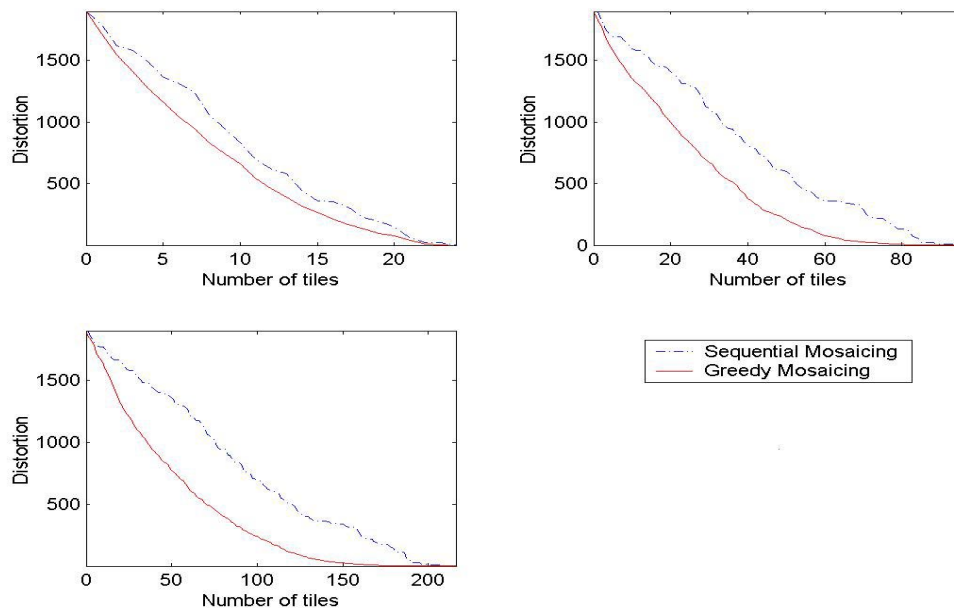 1500
1000
500
Distortion
0 5 10 15 20
Number of tiles
1500
1000
500
0
Distortion
0 20 40 60 80
Number of tiles
1500
1000
500
Distortion
0 50 100 150 200
Number of tiles
Sequential Mosaicing
Greedy Mosaicing